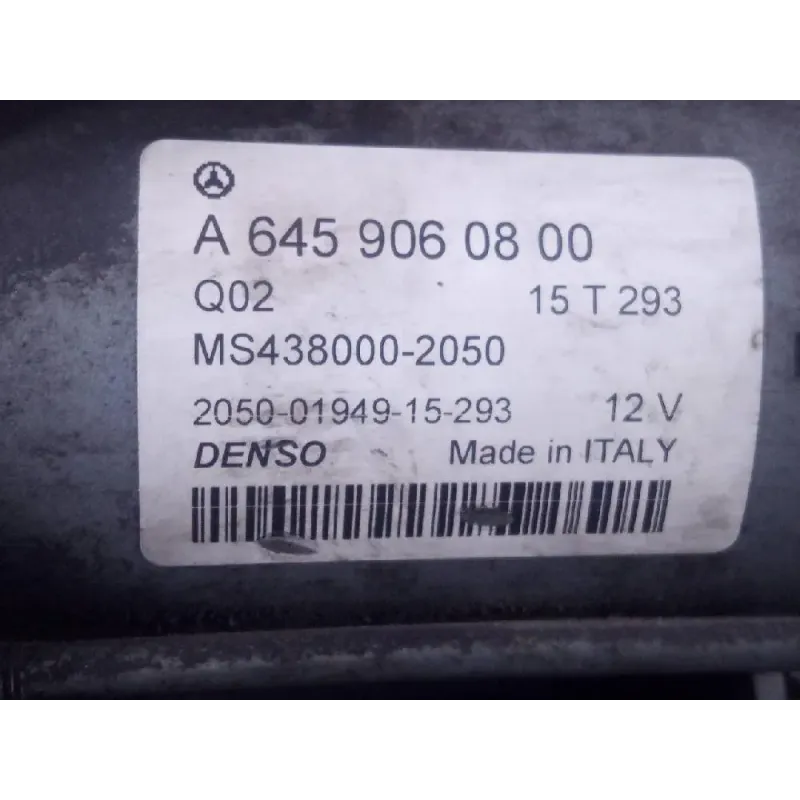 A 645 906 08 00
Q02 15 T 293
MS438000-2050
2050-01949-15-293 12 V
DENSO Made in ITALY